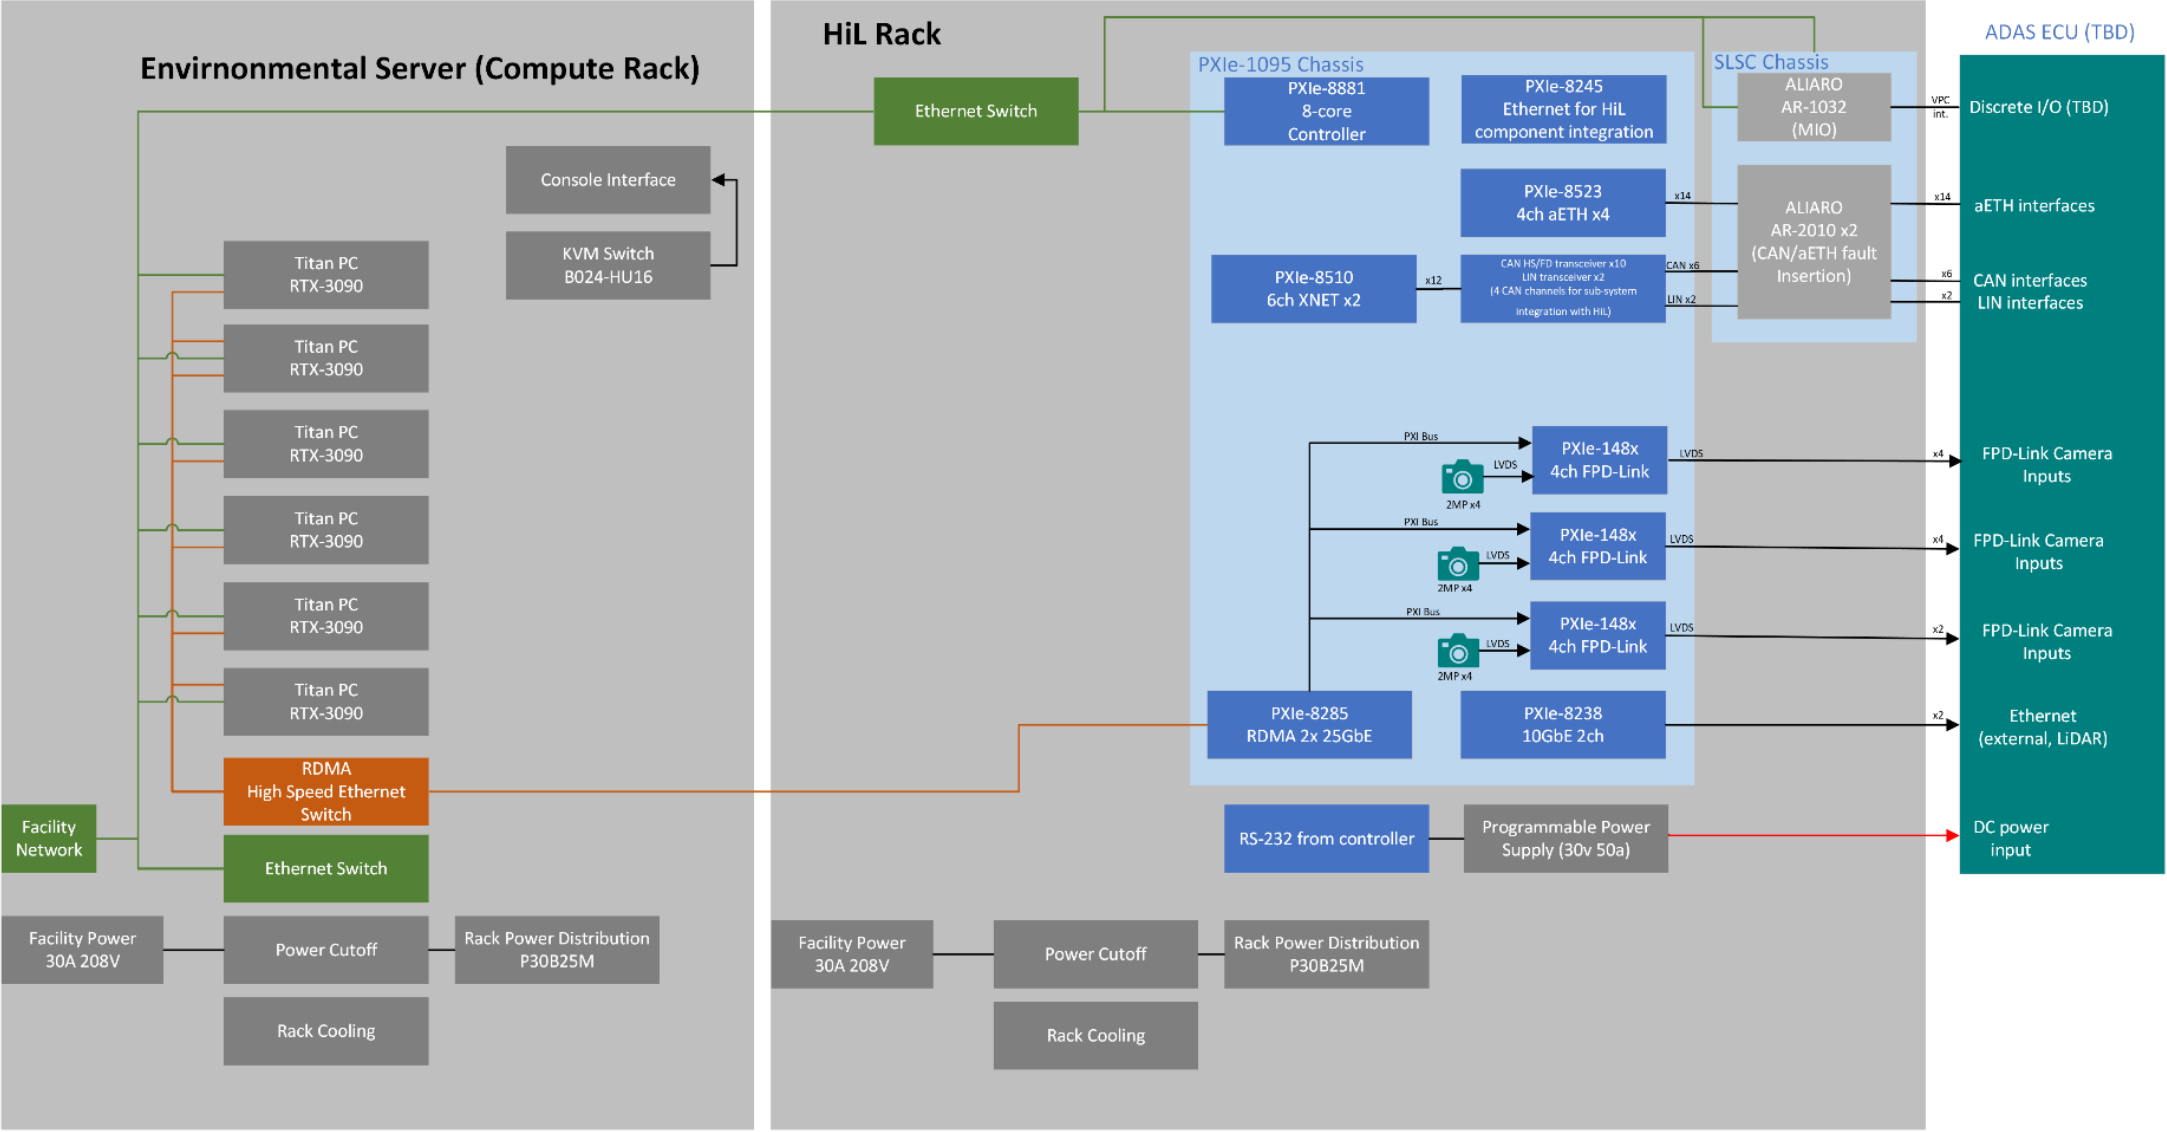 Envirnonmental Server (Compute Rack)
Console Interface
KVM Switch
B024-HU16
Titan PC
RTX-3090
Titan PC
RTX-3090
Titan PC
RTX-3090
Titan PC
RTX-3090
Titan PC
RTX-3090
Titan PC
RTX-3090
RDMA
High Speed Ethernet
Switch
Facility
Network
Ethernet Switch
Facility Power
30A 208V
Power Cutoff
Rack Power Distribution
P30B25M
Rack Cooling
HiL Rack
Ethernet Switch
PXIe-1095 Chassis
PXIe-8881
8-core
Controller
PXIe-8245
Ethernet for HiL
component integration
PXIe-8523
4ch aETH x4
x14
PXIe-8510
6ch XNET x2
x12
CAN HS/FD transceiver x10
LIN transceiver x2
(4 CAN channels for sub-system
integration with HiL)
CAN x6
LIN x2
SLSC Chassis
ALIARO
AR-1032
(MIO)
ALIARO
AR-2010 x2
(CAN/aETH fault
Insertion)
PXI Bus
LVDS
2MP x4
PXIe-148x
4ch FPD-Link
LVDS
PXI Bus
LVDS
2MP x4
PXIe-148x
4ch FPD-Link
LVDS
PXI Bus
LVDS
2MP x4
PXIe-148x
4ch FPD-Link
LVDS
PXIe-8285
RDMA 2x 25GbE
PXIe-8238
10GbE 2ch
RS-232 from controller
Programmable Power
Supply (30v 50a)
Facility Power
30A 208V
Power Cutoff
Rack Power Distribution
P30B25M
Rack Cooling
ADAS ECU (TBD)
VPC
int.
Discrete I/O (TBD)
x14
aETH interfaces
x6
CAN interfaces
x2
LIN interfaces
x4
FPD-Link Camera
Inputs
x4
FPD-Link Camera
Inputs
x2
FPD-Link Camera
Inputs
x2
Ethernet
(external, LiDAR)
DC power
input